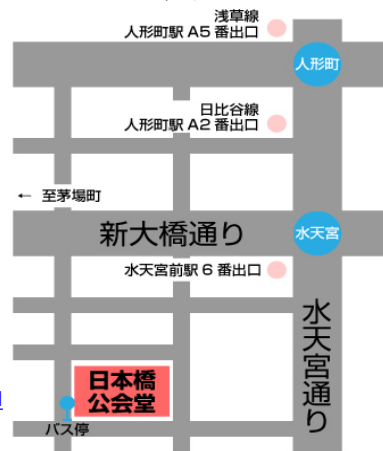 浅草線
人形町駅 A5 番出口
人形町
日比谷線
人形町駅 A2 番出口
← 至茅場町
新大橋通り
水天宮
水天宮前駅 6 番出口
水天宮通り
日本橋
公会堂
バス停